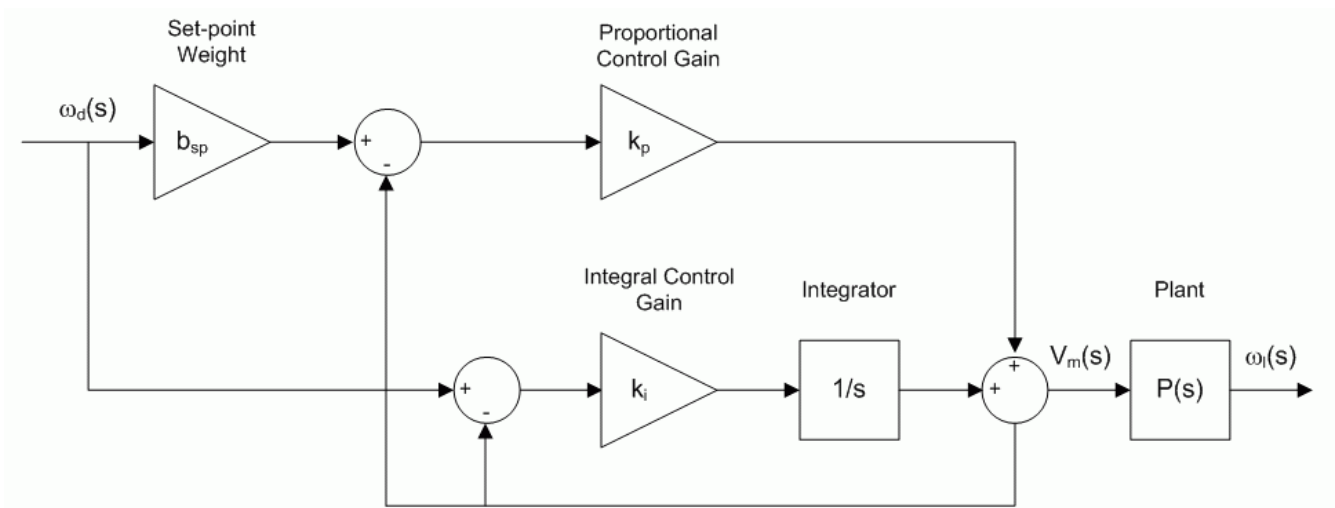 Set-point
Weight
Proportional
Control Gain
ωd(s)
bsp
+
-
kp
Integral Control
Gain
Integrator
Plant
+
-
ki
1/s
+
+
Vm(s)
P(s)
ωl(s)